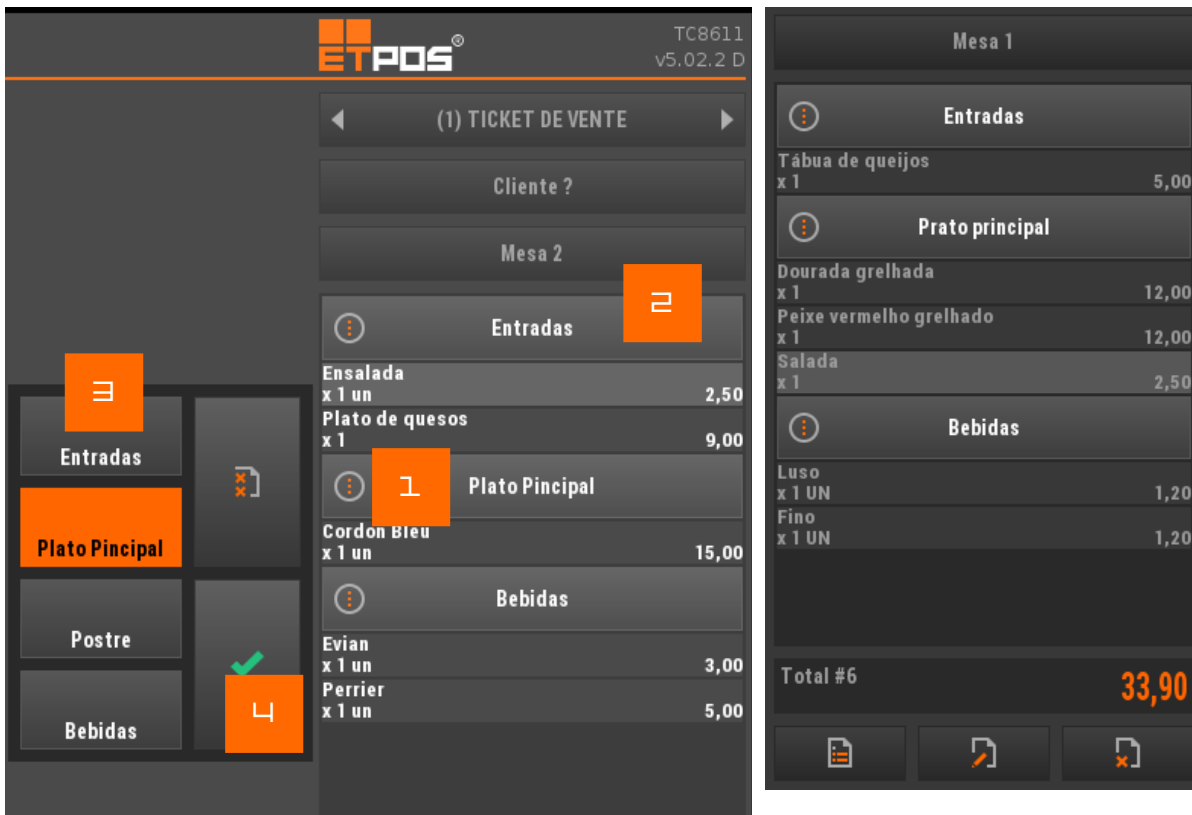 ETPOS®
TC8611
v5.02.2 D
(1) TICKET DE VENTE
Cliente ?
Mesa 2
2
Entradas
Ensalada
x 1 un 2,50
Plato de quesos
x 1 9,00
1
Plato Pincipal
Cordon Bleu
x 1 un 15,00
Bebidas
Evian
x 1 un 3,00
Perrier
x 1 un 5,00
3
Entradas
Plato Pincipal
Postre
Bebidas
4
Mesa 1
Entradas
Tábua de queijos
x 1 5,00
Prato principal
Dourada grelhada
x 1 12,00
Peixe vermelho grelhado
x 1 12,00
Salada
x 1 2,50
Bebidas
Luso
x 1 UN 1,20
Fino
x 1 UN 1,20
Total #6 33,90